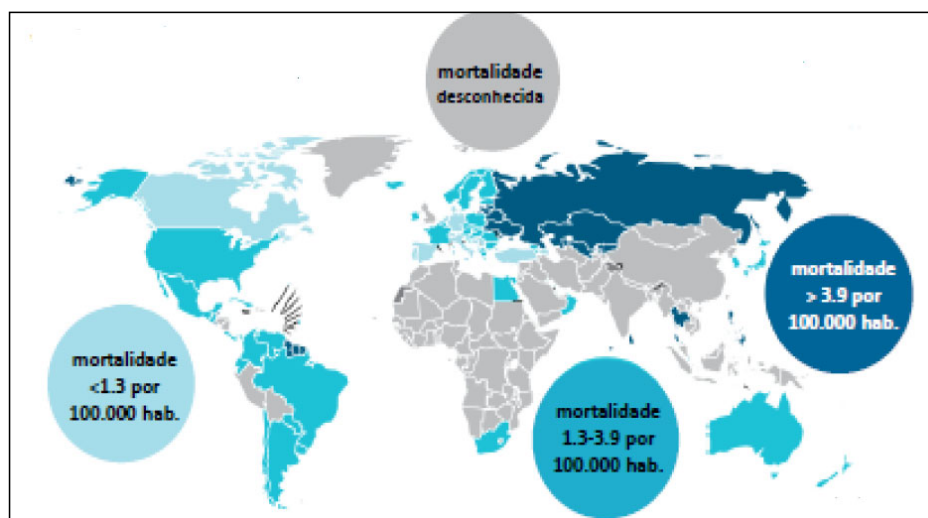 mortalidade
desconhecida
mortalidade
> 3.9 por
100.000 hab.
mortalidade
<1.3 por
100.000 hab.
mortalidade
1.3-3.9 por
100.000 hab.